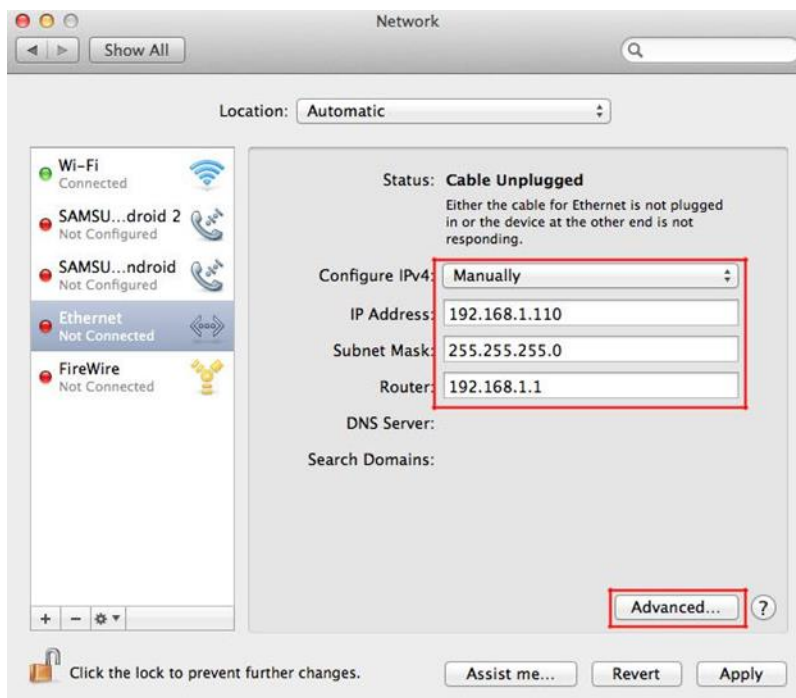 Network
Show All
Location: Automatic
Wi-Fi
Connected
SAMSU...droid 2
Not Configured
SAMSU...ndroid
Not Configured
Ethernet
Not Connected
FireWire
Not Connected
Status: Cable Unplugged
Either the cable for Ethernet is not plugged
in or the device at the other end is not
responding.
Configure IPv4: Manually
IP Address: 192.168.1.110
Subnet Mask: 255.255.255.0
Router: 192.168.1.1
DNS Server:
Search Domains:
Advanced... ?
Click the lock to prevent further changes.
Assist me... Revert Apply